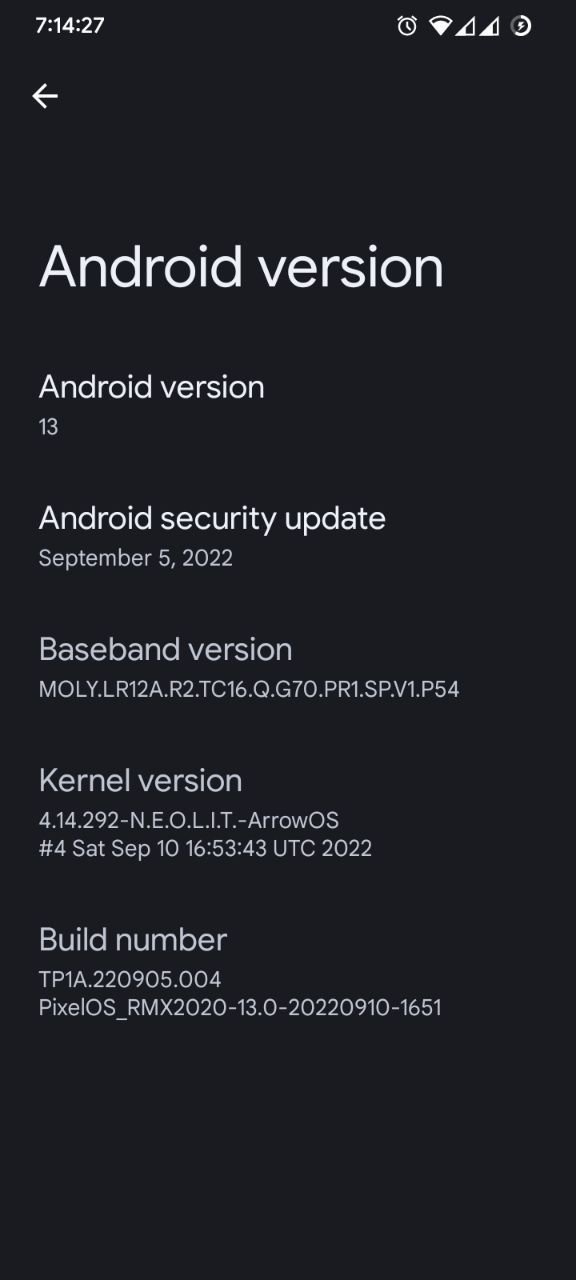 7:14:27
Android version
Android version
13
Android security update
September 5, 2022
Baseband version
MOLY.LR12A.R2.TC16.Q.G70.PR1.SP.V1.P54
Kernel version
4.14.292-N.E.O.L.I.T.-ArrowOS
#4 Sat Sep 10 16:53:43 UTC 2022
Build number
TP1A.220905.004
PixelOS_RMX2020-13.0-20220910-1651